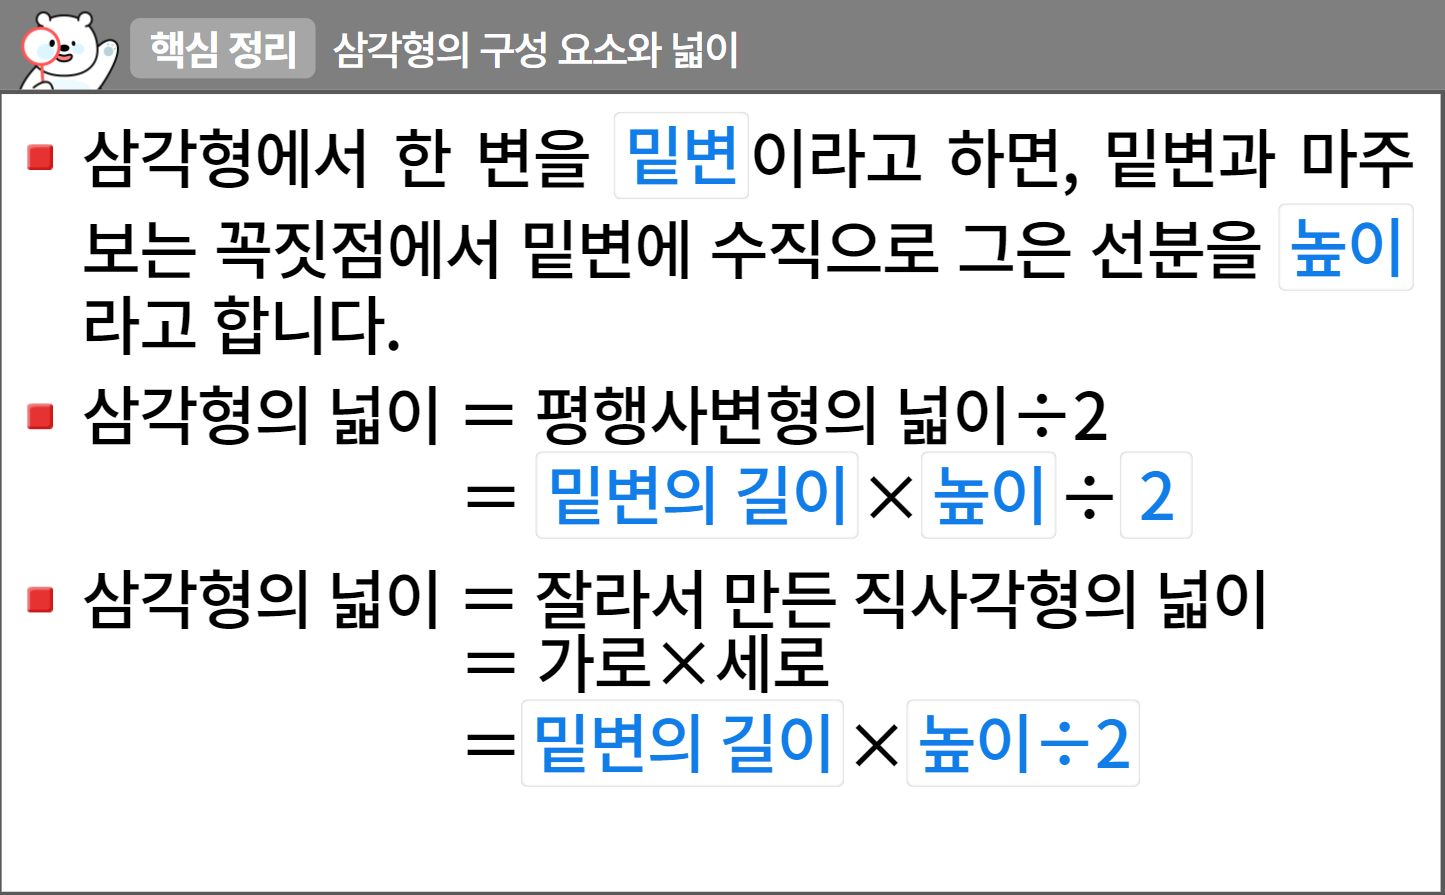 핵심 정리 삼각형의 구성 요소와 넓이
삼각형에서 한 변을 밑변이라고 하면, 밑변과 마주
보는 꼭짓점에서 밑변에 수직으로 그은 선분을 높이
라고 합니다.
삼각형의 넓이 = 평행사변형의 넓이÷2
= 밑변의 길이×높이÷2
삼각형의 넓이 = 잘라서 만든 직사각형의 넓이
= 가로×세로
=밑변의 길이×높이÷2